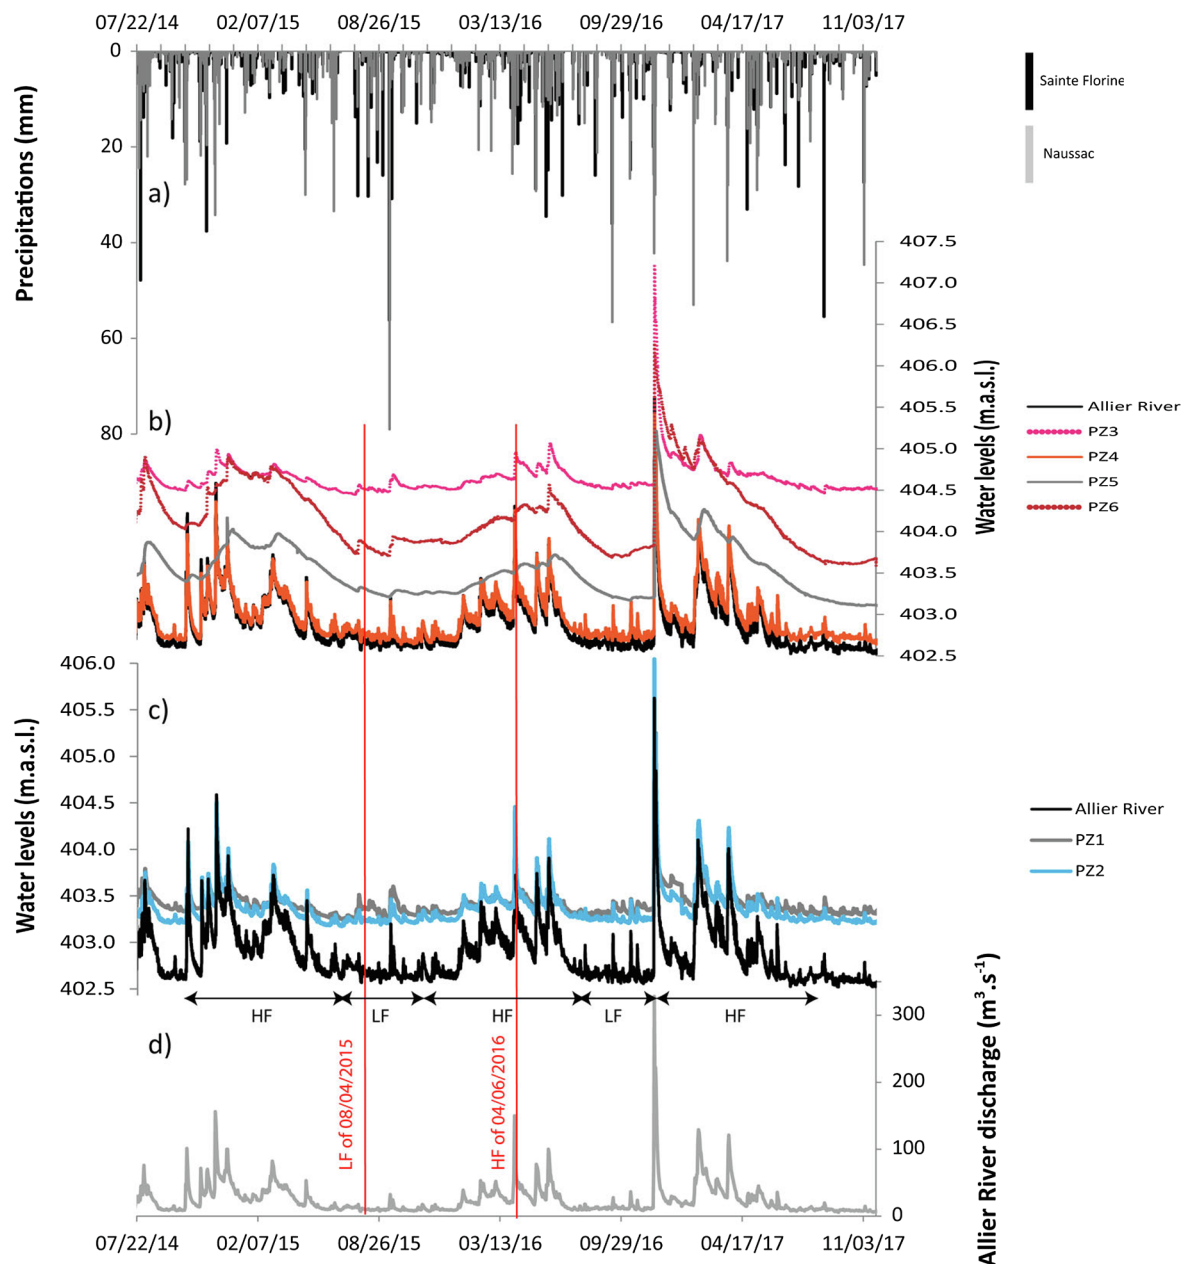 07/22/14 02/07/15 08/26/15 03/13/16 09/29/16 04/17/17 11/03/17
0
20
40
60
80
Precipitations (mm)
a)
Sainte Florine
Naussac
407.5
407.0
406.5
406.0
405.5
405.0
404.5
404.0
403.5
403.0
402.5
Water levels (m.a.s.l.)
b)
Allier River
PZ3
PZ4
PZ5
PZ6
406.0
405.5
405.0
404.5
404.0
403.5
403.0
402.5
Water levels (m.a.s.l.)
c)
Allier River
PZ1
PZ2
HF LF HF LF HF
d)
LF of 08/04/2015
HF of 04/06/2016
300
200
100
0
Allier River discharge (m³.s⁻¹)
07/22/14 02/07/15 08/26/15 03/13/16 09/29/16 04/17/17 11/03/17